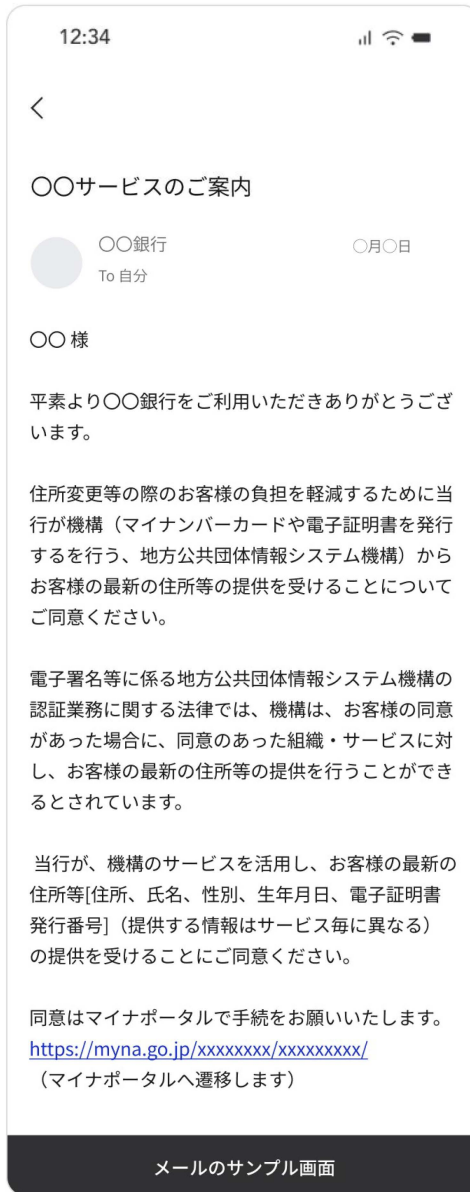 12:34
〇〇サービスのご案内
〇〇銀行
〇月〇日
To 自分
〇〇 様
平素より〇〇銀行をご利用いただきありがとうござ
います。
住所変更等の際のお客様の負担を軽減するために当
行が機構（マイナンバーカードや電子証明書を発行
するを行う、地方公共団体情報システム機構）から
お客様の最新の住所等の提供を受けることについて
ご同意ください。
電子署名等に係る地方公共団体情報システム機構の
認証業務に関する法律では、機構は、お客様の同意
があった場合に、同意のあった組織・サービスに対
し、お客様の最新の住所等の提供を行うことができ
るとされています。
当行が、機構のサービスを活用し、お客様の最新の
住所等[住所、氏名、性別、生年月日、電子証明書
発行番号]（提供する情報はサービス毎に異なる）
の提供を受けることにご同意ください。
同意はマイナポータルで手続をお願いいたします。
https://myna.go.jp/xxxxxxxx/xxxxxxxxx/
（マイナポータルへ遷移します）
メールのサンプル画面